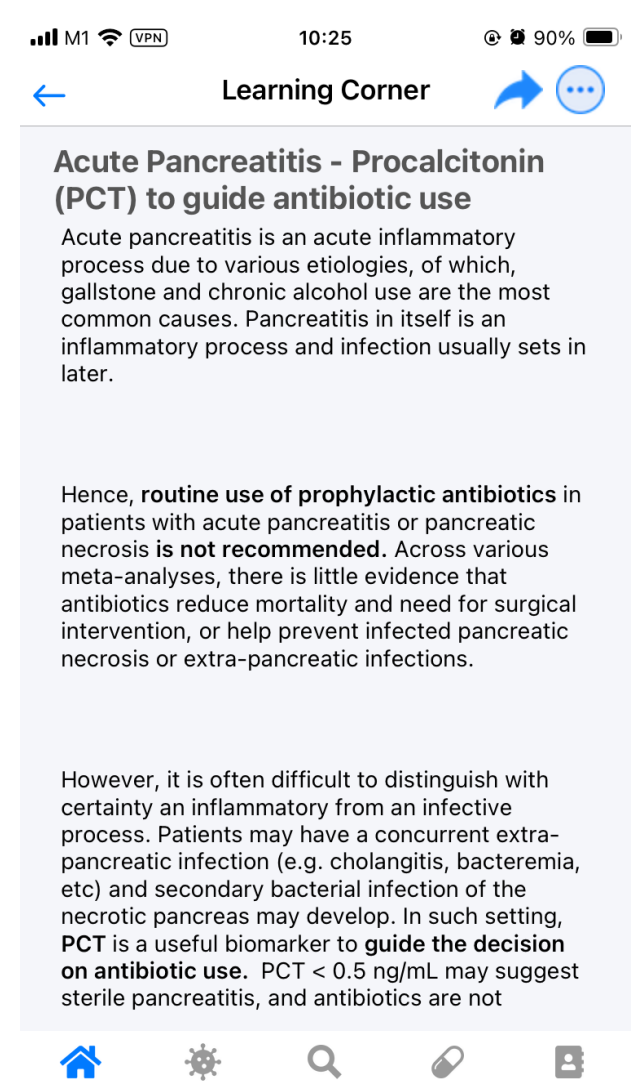 M1 VPN 10:25 90%
Learning Corner
Acute Pancreatitis - Procalcitonin
(PCT) to guide antibiotic use
Acute pancreatitis is an acute inflammatory
process due to various etiologies, of which,
gallstone and chronic alcohol use are the most
common causes. Pancreatitis in itself is an
inflammatory process and infection usually sets in
later.
Hence, routine use of prophylactic antibiotics in
patients with acute pancreatitis or pancreatic
necrosis is not recommended. Across various
meta-analyses, there is little evidence that
antibiotics reduce mortality and need for surgical
intervention, or help prevent infected pancreatic
necrosis or extra-pancreatic infections.
However, it is often difficult to distinguish with
certainty an inflammatory from an infective
process. Patients may have a concurrent extra-
pancreatic infection (e.g. cholangitis, bacteremia,
etc) and secondary bacterial infection of the
necrotic pancreas may develop. In such setting,
PCT is a useful biomarker to guide the decision
on antibiotic use. PCT < 0.5 ng/mL may suggest
sterile pancreatitis, and antibiotics are not